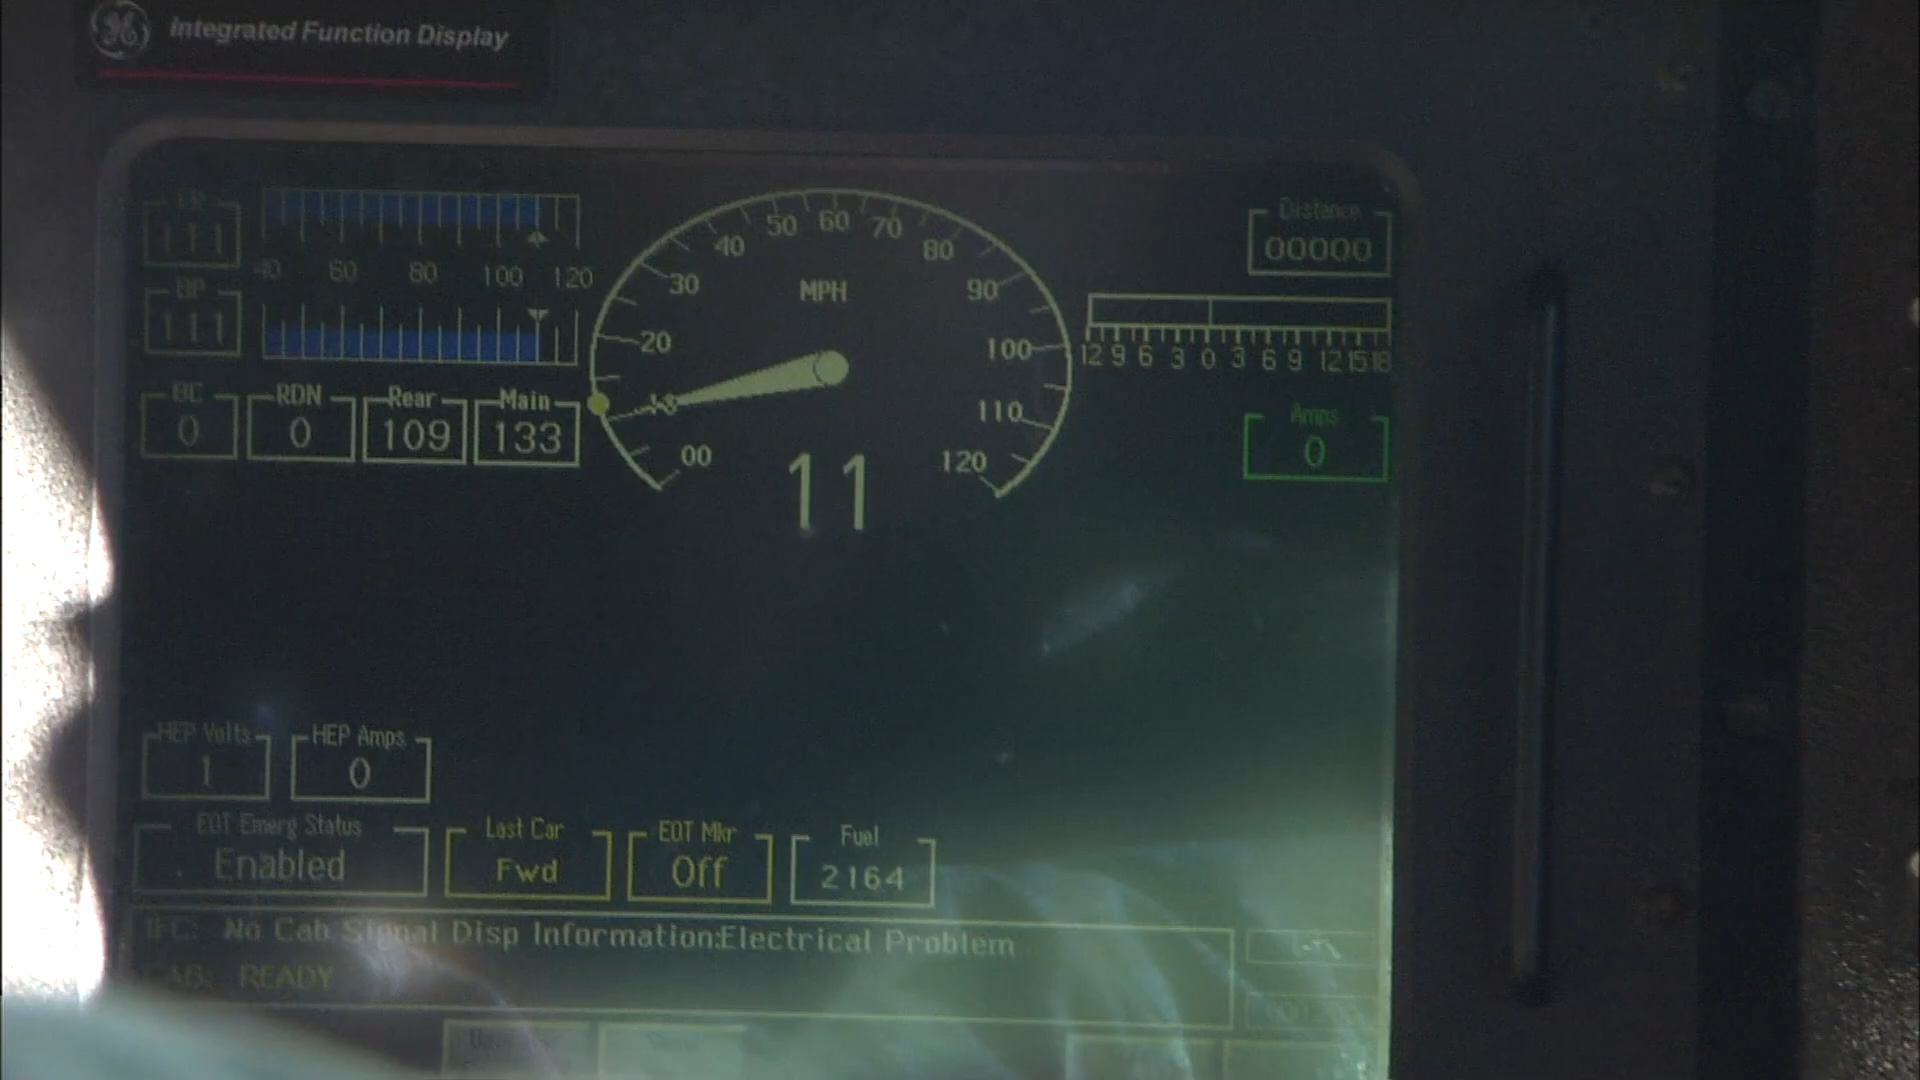 Integrated Function Display
ER
111
BP
111
40 60 80 100 120
BC
0
RDN
0
Rear
109
Main
133
00 10 20 30 40 50 60 70 80 90 100 110 120
MPH
11
Distance
00000
12 9 6 3 0 3 6 9 12 15 18
Amps
0
HEP Volts
1
HEP Amps
0
EOT Emerg Status
Enabled
Last Car
Fwd
EOT Mkr
Off
Fuel
2164
IFC: No Cab Signal Disp Information:Electrical Problem
CAB: READY